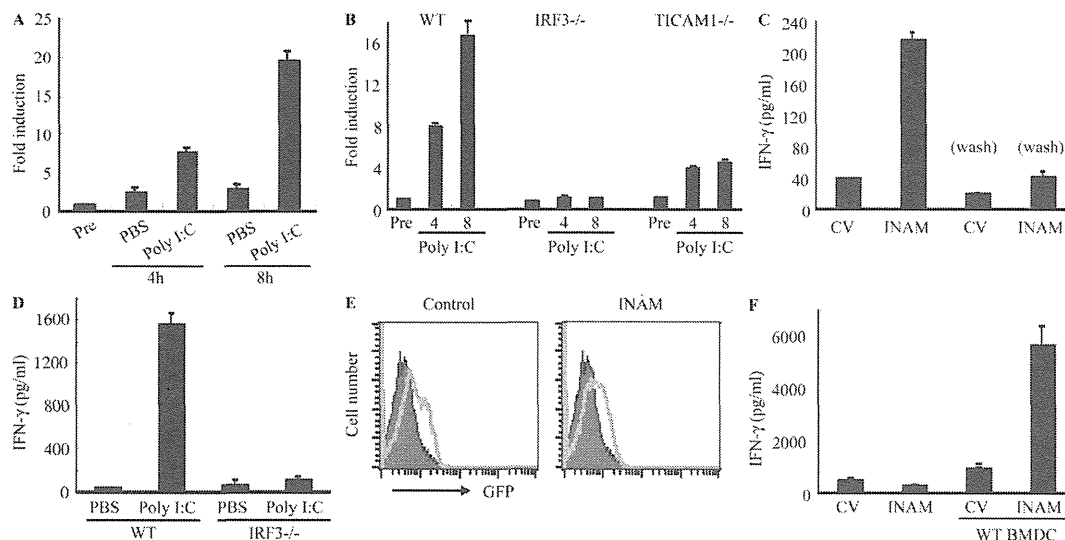 A
Fold induction
25
20
15
10
5
0
Pre
PBS
Poly I:C
PBS
Poly I:C
4h
8h
B
WT
IRF3-/-
TICAM1-/-
Fold induction
16
12
8
4
0
Pre 4 8
Poly I:C
Pre 4 8
Poly I:C
Pre 4 8
Poly I:C
C
IFN-γ (pg/ml)
240
200
160
120
80
40
0
(wash)
(wash)
CV
INAM
CV
INAM
D
IFN-γ (pg/ml)
1600
1200
800
400
0
PBS Poly I:C
PBS Poly I:C
WT
IRF3-/-
E
Control
INAM
Cell number
GFP
F
IFN-γ (pg/ml)
6000
4000
2000
0
CV
INAM
CV
INAM
WT BMDC